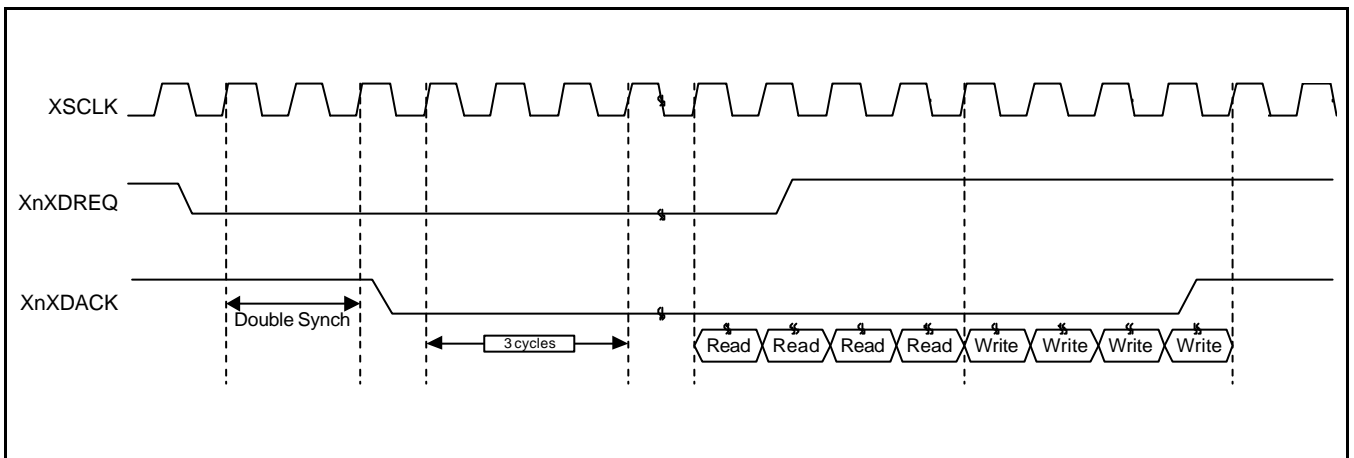 XSCLK
XnXDREQ
XnXDACK
Double Synch
3 cycles
Read Read Read Read Write Write Write Write